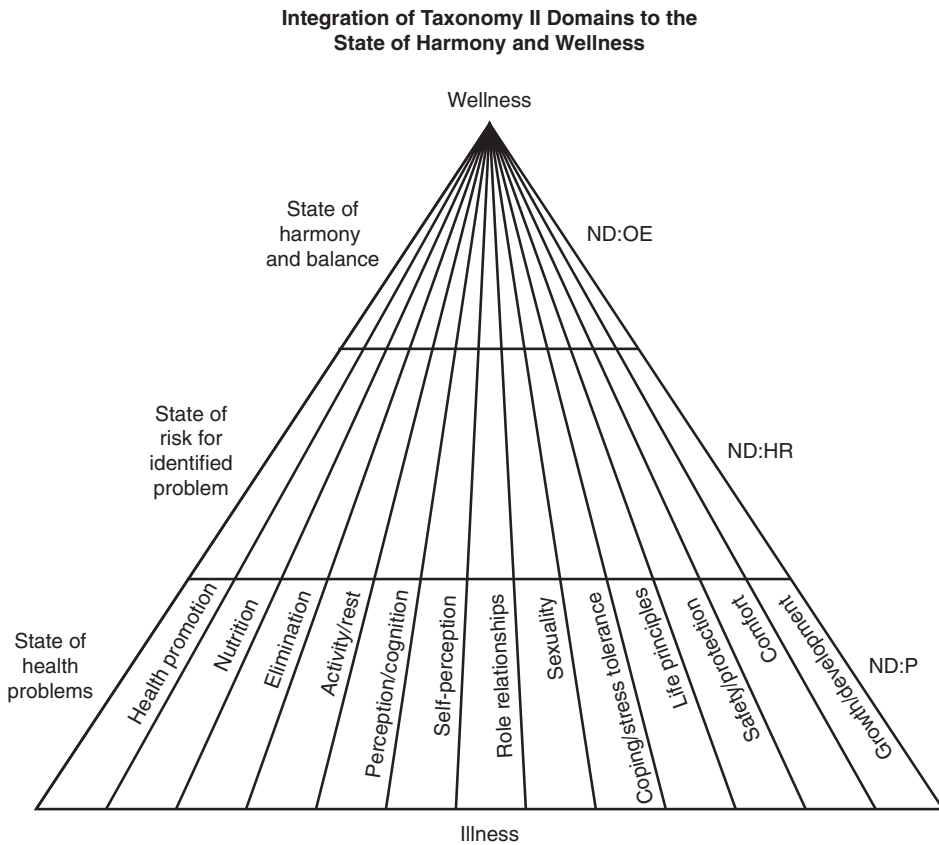 Integration of Taxonomy II Domains to the
State of Harmony and Wellness
Wellness
State of
harmony
and balance
ND:OE
State of
risk for
identified
problem
ND:HR
State of
health
problems
Health promotion
Nutrition
Elimination
Activity/rest
Perception/cognition
Self-perception
Role relationships
Sexuality
Coping/stress tolerance
Life principles
Safety/protection
Comfort
Growth/development
ND:P
Illness